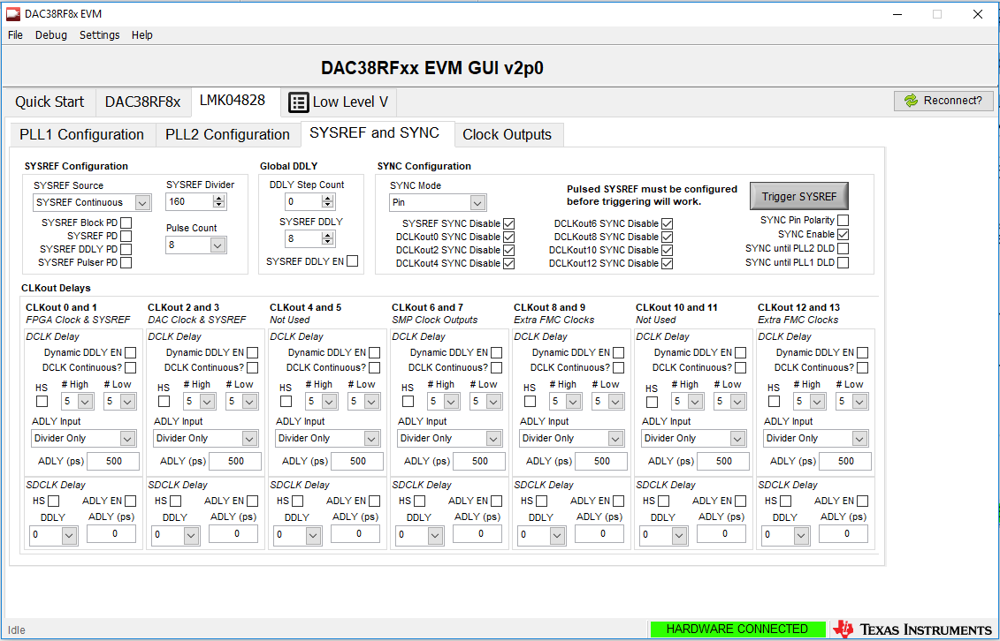 DAC38RF8x EVM
File Debug Settings Help
DAC38RFxx EVM GUI v2p0
Quick Start DAC38RF8x LMK04828 Low Level V Reconnect?
PLL1 Configuration PLL2 Configuration SYSREF and SYNC Clock Outputs
SYSREF Configuration
SYSREF Source SYSREF Divider
SYSREF Continuous 160
SYSREF Block PD
SYSREF PD
SYSREF DDLY PD
SYSREF Pulser PD
Pulse Count
8
Global DDLY
DDLY Step Count
0
SYSREF DDLY
8
SYSREF DDLY EN
SYNC Configuration
SYNC Mode
Pin
SYSREF SYNC Disable
DCLKout0 SYNC Disable
DCLKout2 SYNC Disable
DCLKout4 SYNC Disable
Pulsed SYSREF must be configured
before triggering will work.
DCLKout6 SYNC Disable
DCLKout8 SYNC Disable
DCLKout10 SYNC Disable
DCLKout12 SYNC Disable
Trigger SYSREF
SYNC Pin Polarity
SYNC Enable
SYNC until PLL2 DLD
SYNC until PLL1 DLD
CLKout Delays
CLKout 0 and 1 CLKout 2 and 3 CLKout 4 and 5 CLKout 6 and 7 CLKout 8 and 9 CLKout 10 and 11 CLKout 12 and 13
FPGA Clock & SYSREF DAC Clock & SYSREF Not Used SMP Clock Outputs Extra FMC Clocks Not Used Extra FMC Clocks
DCLK Delay DCLK Delay DCLK Delay DCLK Delay DCLK Delay DCLK Delay DCLK Delay
Dynamic DDLY EN Dynamic DDLY EN Dynamic DDLY EN Dynamic DDLY EN Dynamic DDLY EN Dynamic DDLY EN Dynamic DDLY EN
DCLK Continuous? DCLK Continuous? DCLK Continuous? DCLK Continuous? DCLK Continuous? DCLK Continuous? DCLK Continuous?
HS # High # Low HS # High # Low HS # High # Low HS # High # Low HS # High # Low HS # High # Low HS # High # Low
5 5 5 5 5 5 5 5 5 5 5 5 5 5
ADLY Input ADLY Input ADLY Input ADLY Input ADLY Input ADLY Input ADLY Input
Divider Only Divider Only Divider Only Divider Only Divider Only Divider Only Divider Only
ADLY (ps) 500 ADLY (ps) 500 ADLY (ps) 500 ADLY (ps) 500 ADLY (ps) 500 ADLY (ps) 500 ADLY (ps) 500
SDCLK Delay SDCLK Delay SDCLK Delay SDCLK Delay SDCLK Delay SDCLK Delay SDCLK Delay
HS ADLY EN HS ADLY EN HS ADLY EN HS ADLY EN HS ADLY EN HS ADLY EN HS ADLY EN
DDLY ADLY (ps) DDLY ADLY (ps) DDLY ADLY (ps) DDLY ADLY (ps) DDLY ADLY (ps) DDLY ADLY (ps) DDLY ADLY (ps)
0 0 0 0 0 0 0 0 0 0 0 0 0 0
Idle HARDWARE CONNECTED TEXAS INSTRUMENTS